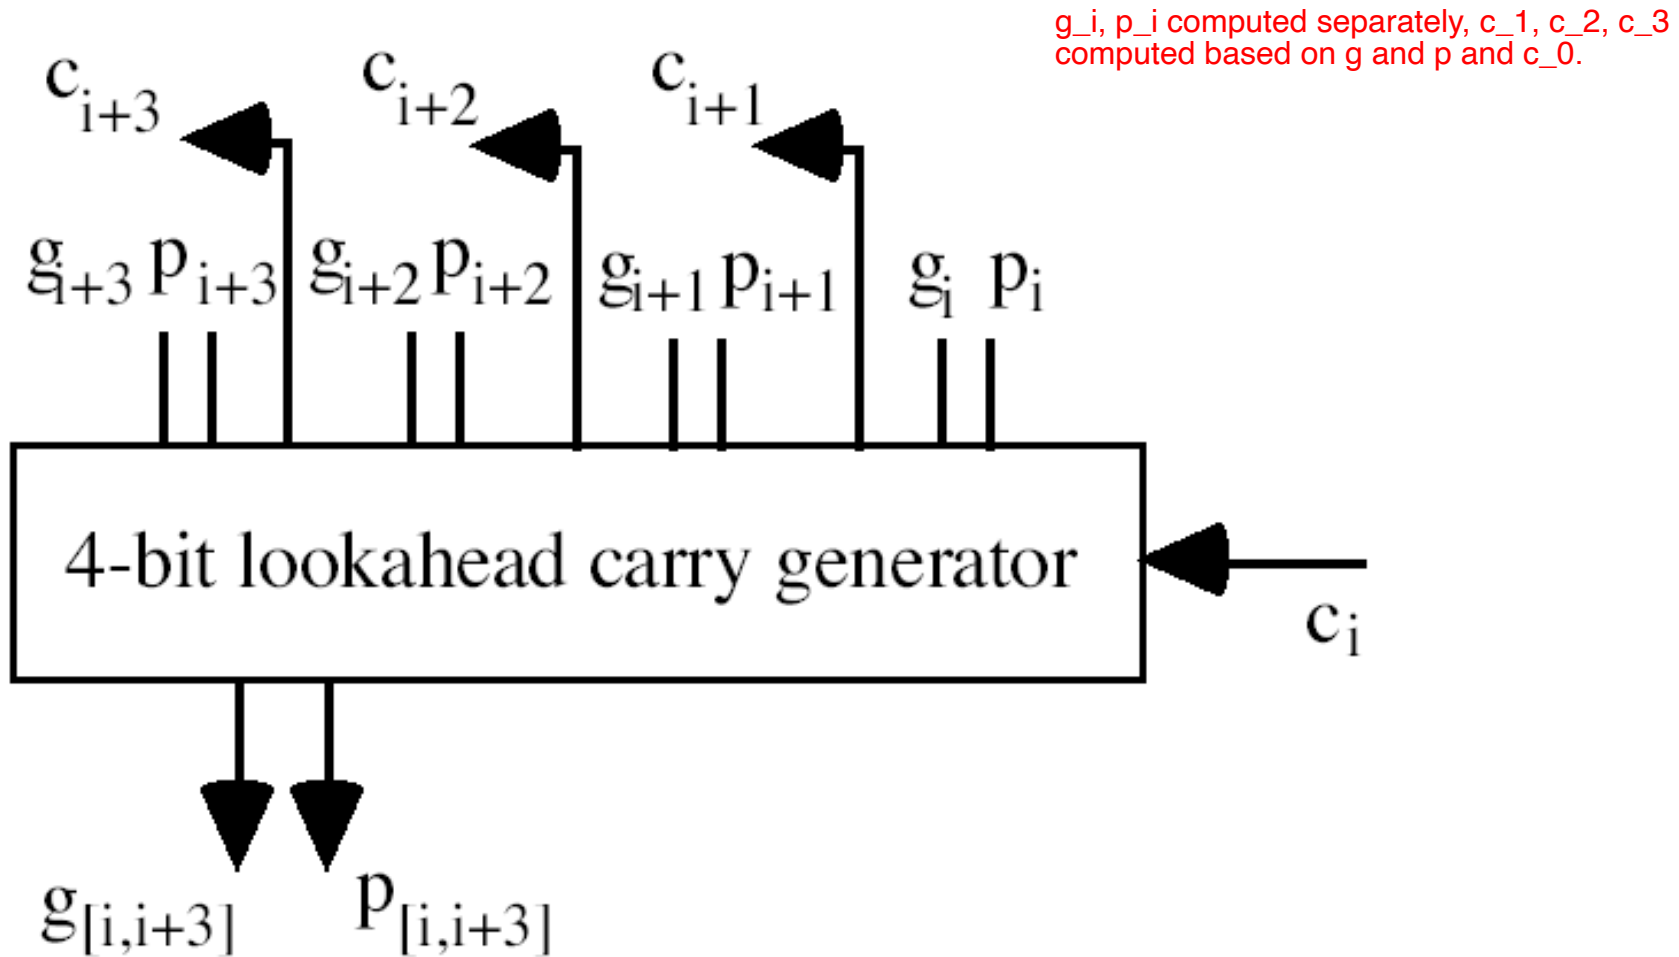 g_i, p_i computed separately, c_1, c_2, c_3
computed based on g and p and c_0.
c_{i+3} c_{i+2} c_{i+1}
g_{i+3} p_{i+3} g_{i+2} p_{i+2} g_{i+1} p_{i+1} g_i p_i
4-bit lookahead carry generator
c_i
g_{[i,i+3]} p_{[i,i+3]}